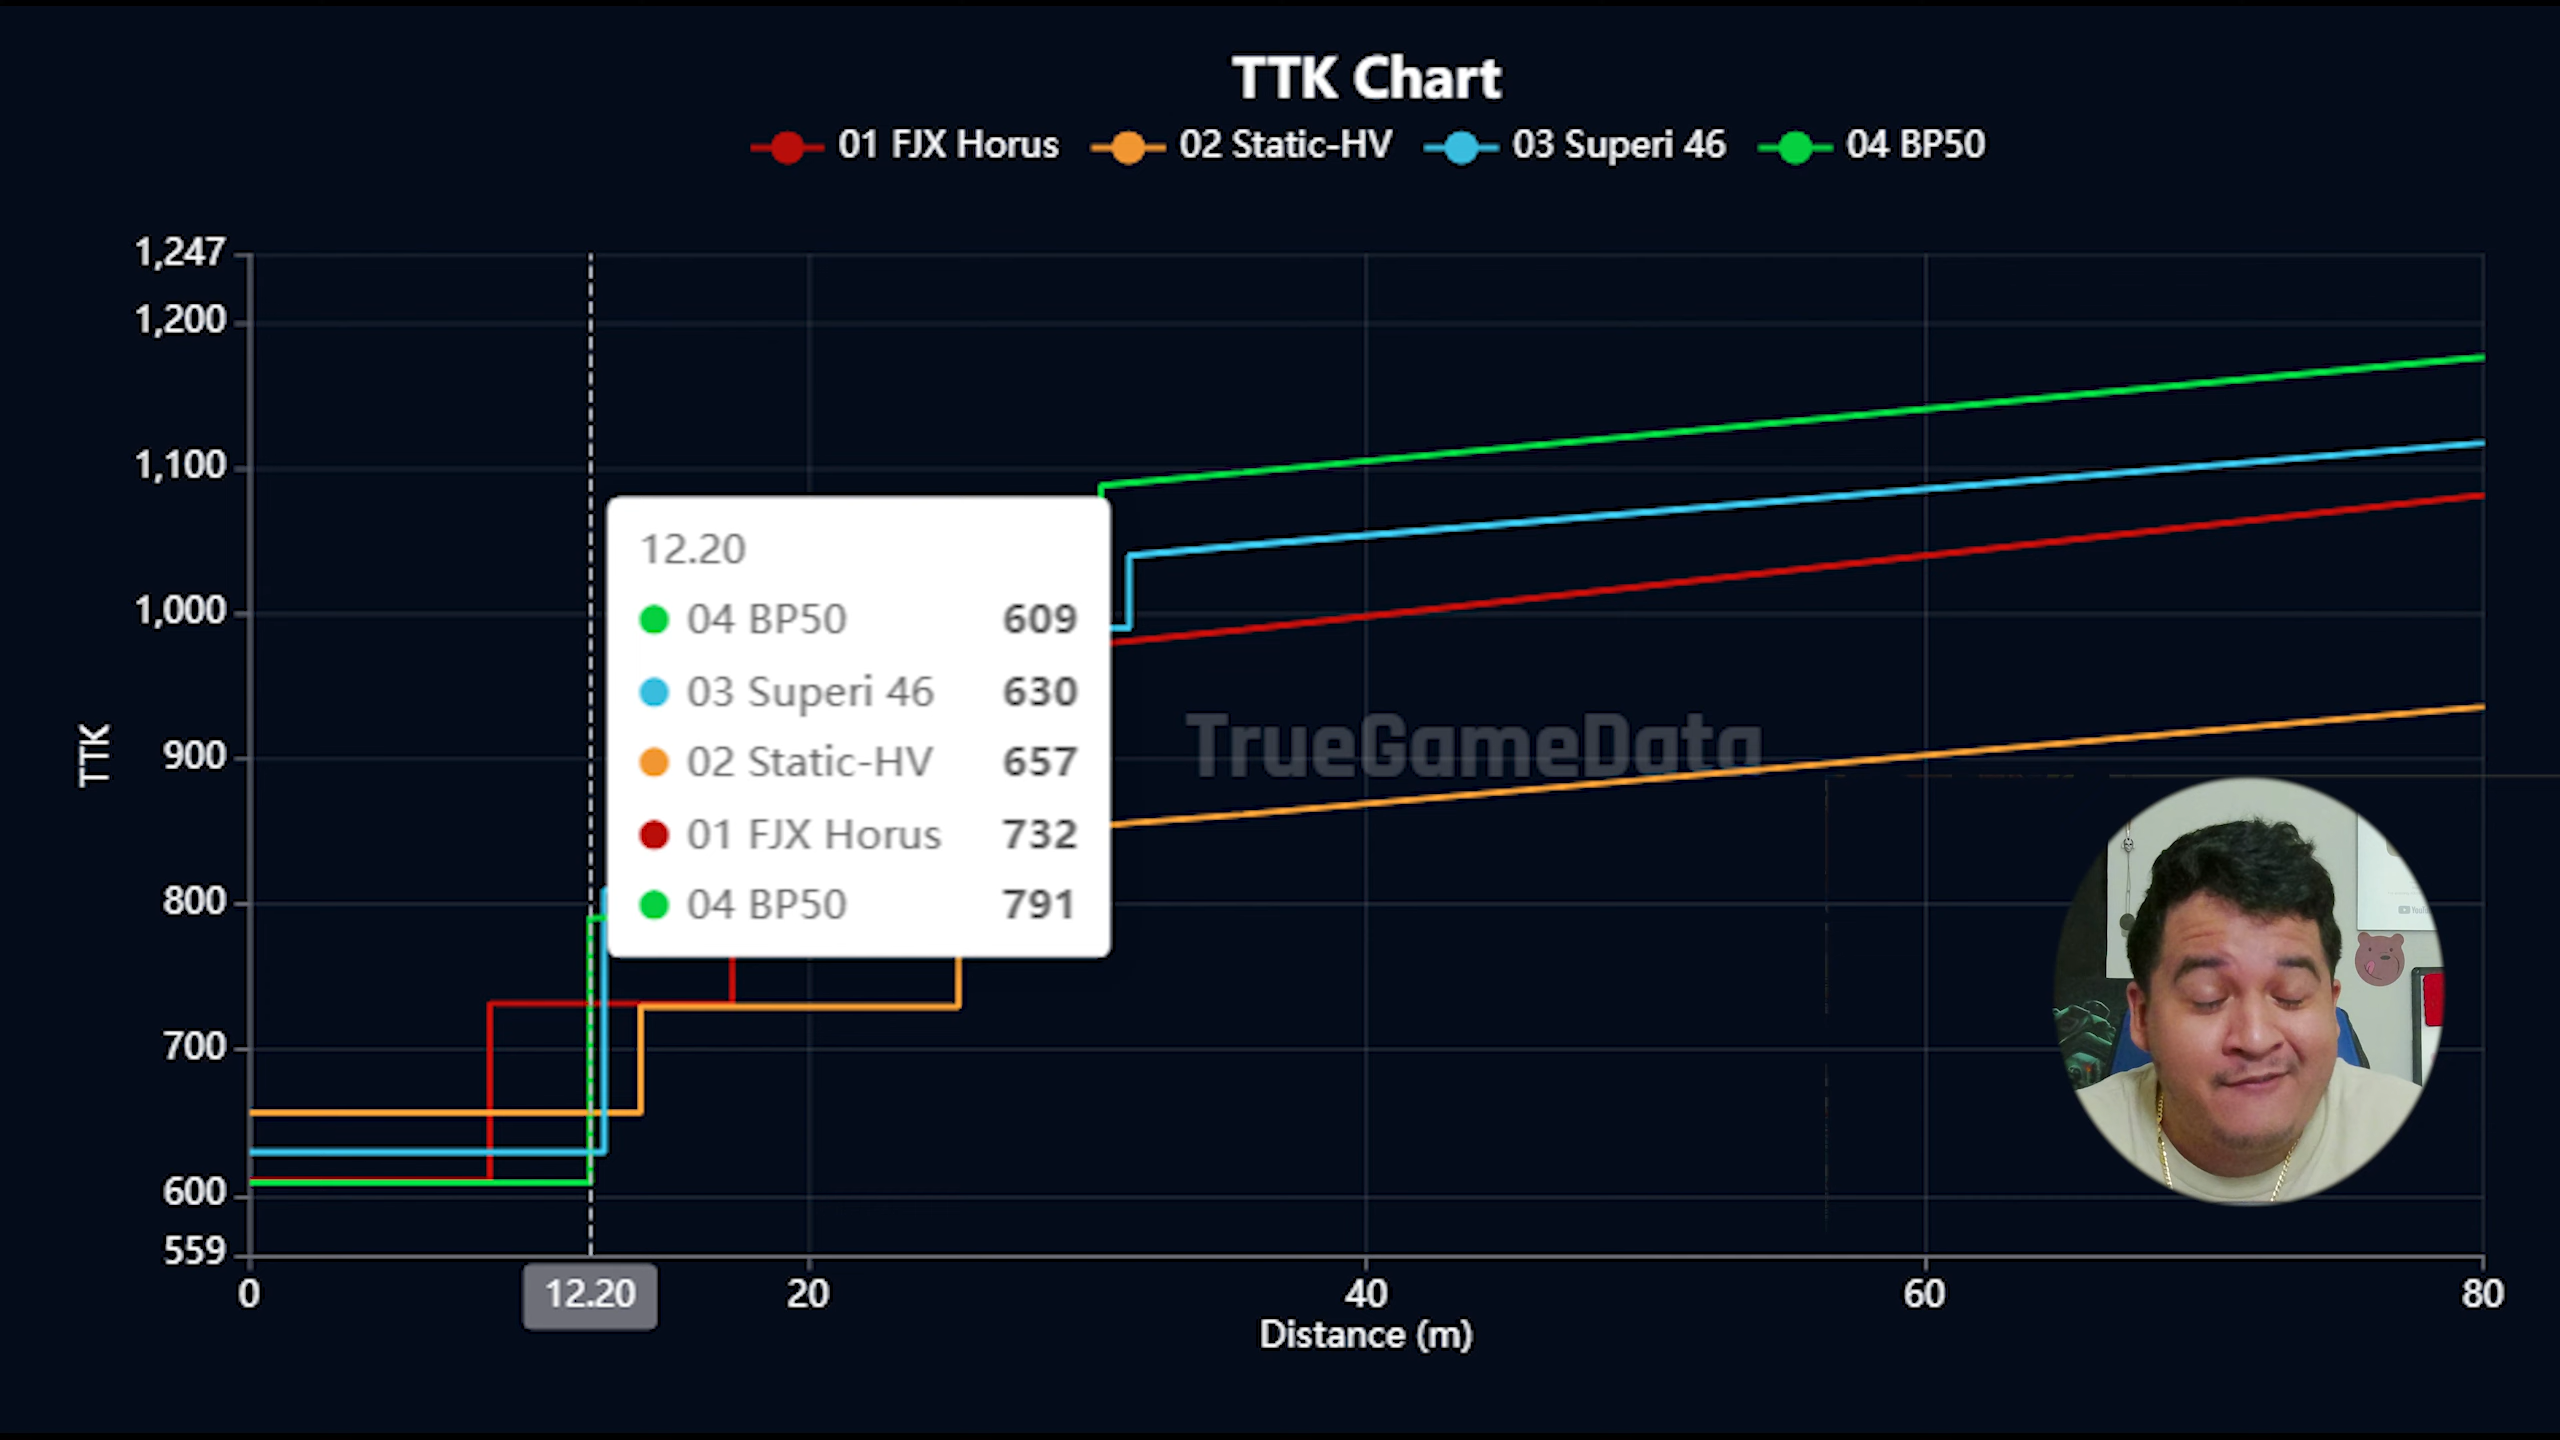 TTK Chart
01 FJX Horus 02 Static-HV 03 Superi 46 04 BP50
1,247
1,200
1,100
1,000
900
800
700
600
559
TTK
12.20
04 BP50 609
03 Superi 46 630
02 Static-HV 657
01 FJX Horus 732
04 BP50 791
TrueGameData
0 12.20 20 40 60 80
Distance (m)